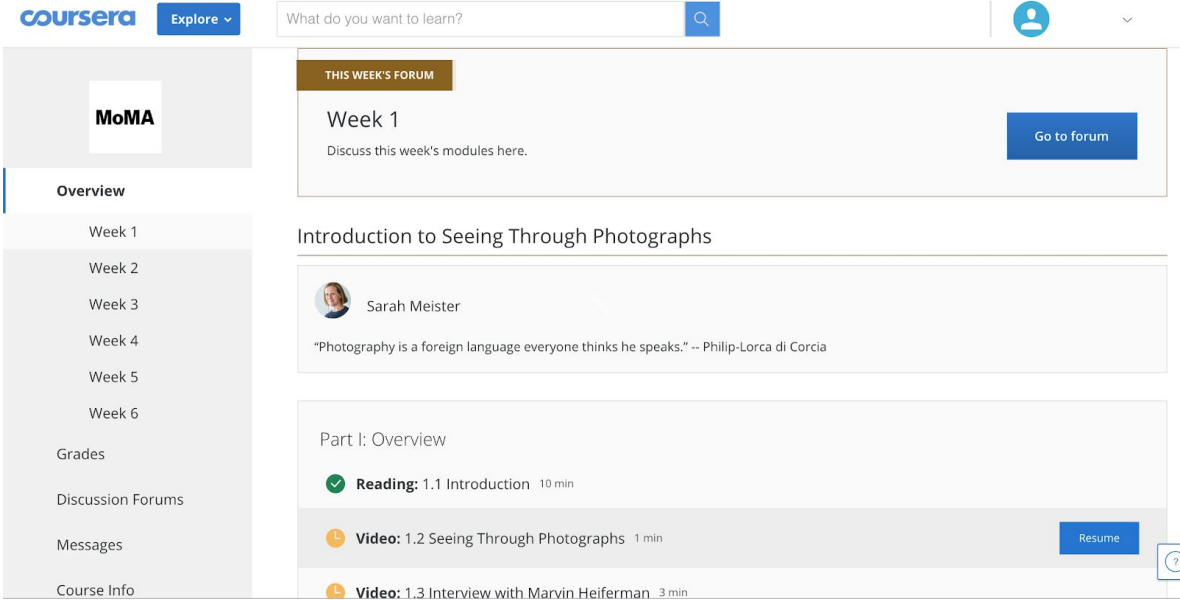 coursera
Explore
What do you want to learn?
MoMA
Overview
Week 1
Week 2
Week 3
Week 4
Week 5
Week 6
Grades
Discussion Forums
Messages
Course Info
THIS WEEK'S FORUM
Week 1
Discuss this week's modules here.
Go to forum
Introduction to Seeing Through Photographs
Sarah Meister
“Photography is a foreign language everyone thinks he speaks.” -- Philip-Lorca di Corcia
Part I: Overview
Reading: 1.1 Introduction 10 min
Video: 1.2 Seeing Through Photographs 1 min
Resume
?
Video: 1.3 Interview with Marvin Heiferman 3 min